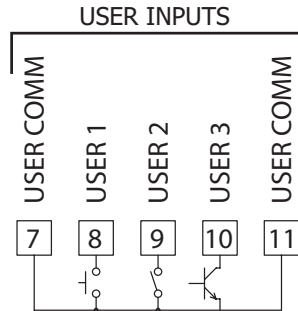 USER INPUTS
USER COMM
USER 1
USER 2
USER 3
USER COMM
7
8
9
10
11